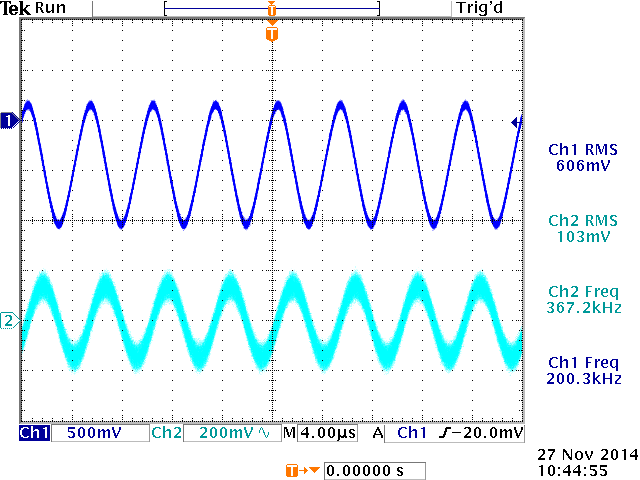 Tek Run Trig'd
T
T
1
Ch1 RMS
606mV
Ch2 RMS
103mV
Ch2 Freq
367.2kHz
2
Ch1 Freq
200.3kHz
Ch1 500mV Ch2 200mV M 4.00µs A Ch1 -20.0mV
27 Nov 2014
10:44:55
T 0.00000 s